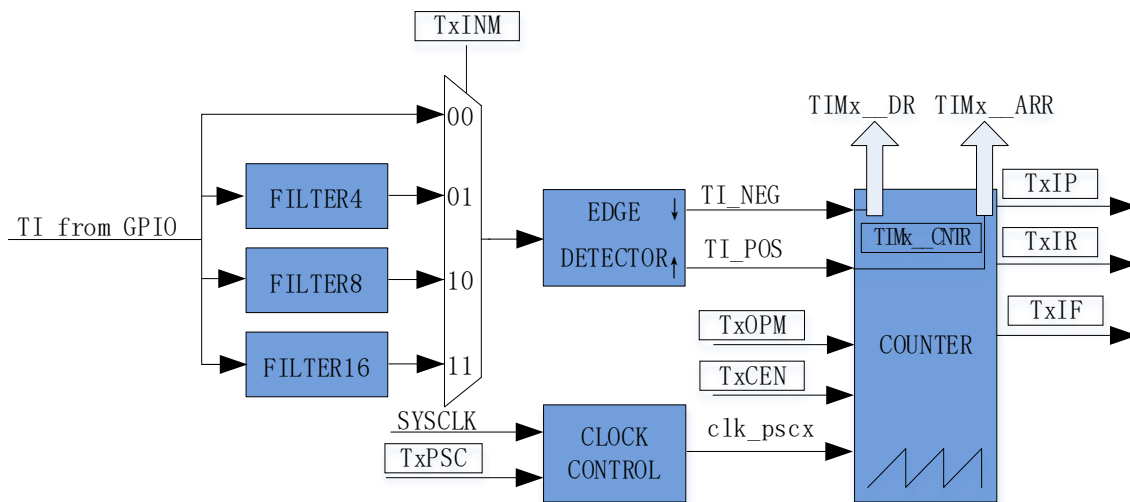 TxINM
TIMx__DR
TIMx__ARR
00
FILTER4
01
EDGE ↓
TI_NEG
TxIP
TI from GPIO
DETECTOR ↑
TIMx__CNTR
TxIR
TI_POS
FILTER8
10
TxOPM
TxIF
FILTER16
11
COUNTER
TxCEN
SYSCLK
CLOCK
clk_pscx
TxPSC
CONTROL